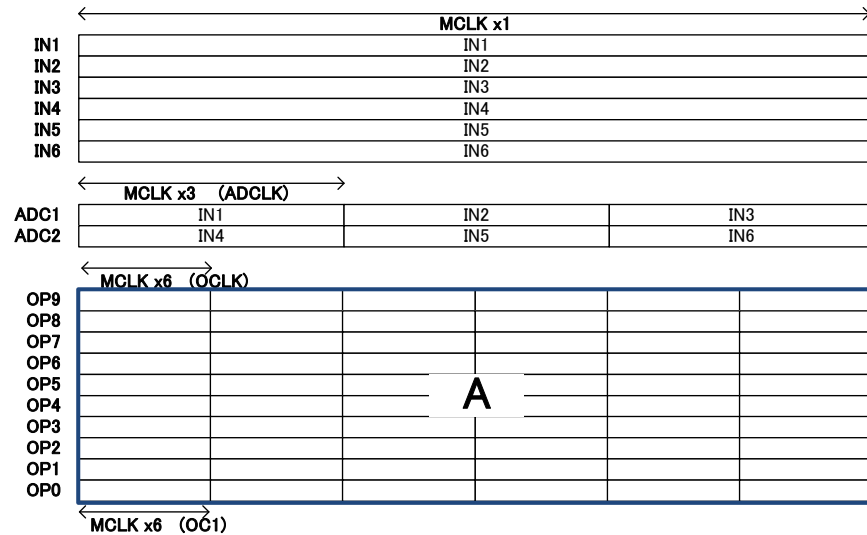 MCLK x1
IN1 IN1
IN2 IN2
IN3 IN3
IN4 IN4
IN5 IN5
IN6 IN6
MCLK x3 (ADCLK)
ADC1 IN1 IN2 IN3
ADC2 IN4 IN5 IN6
MCLK x6 (OCLK)
OP9
OP8
OP7
OP6
OP5
A
OP4
OP3
OP2
OP1
OP0
MCLK x6 (OC1)